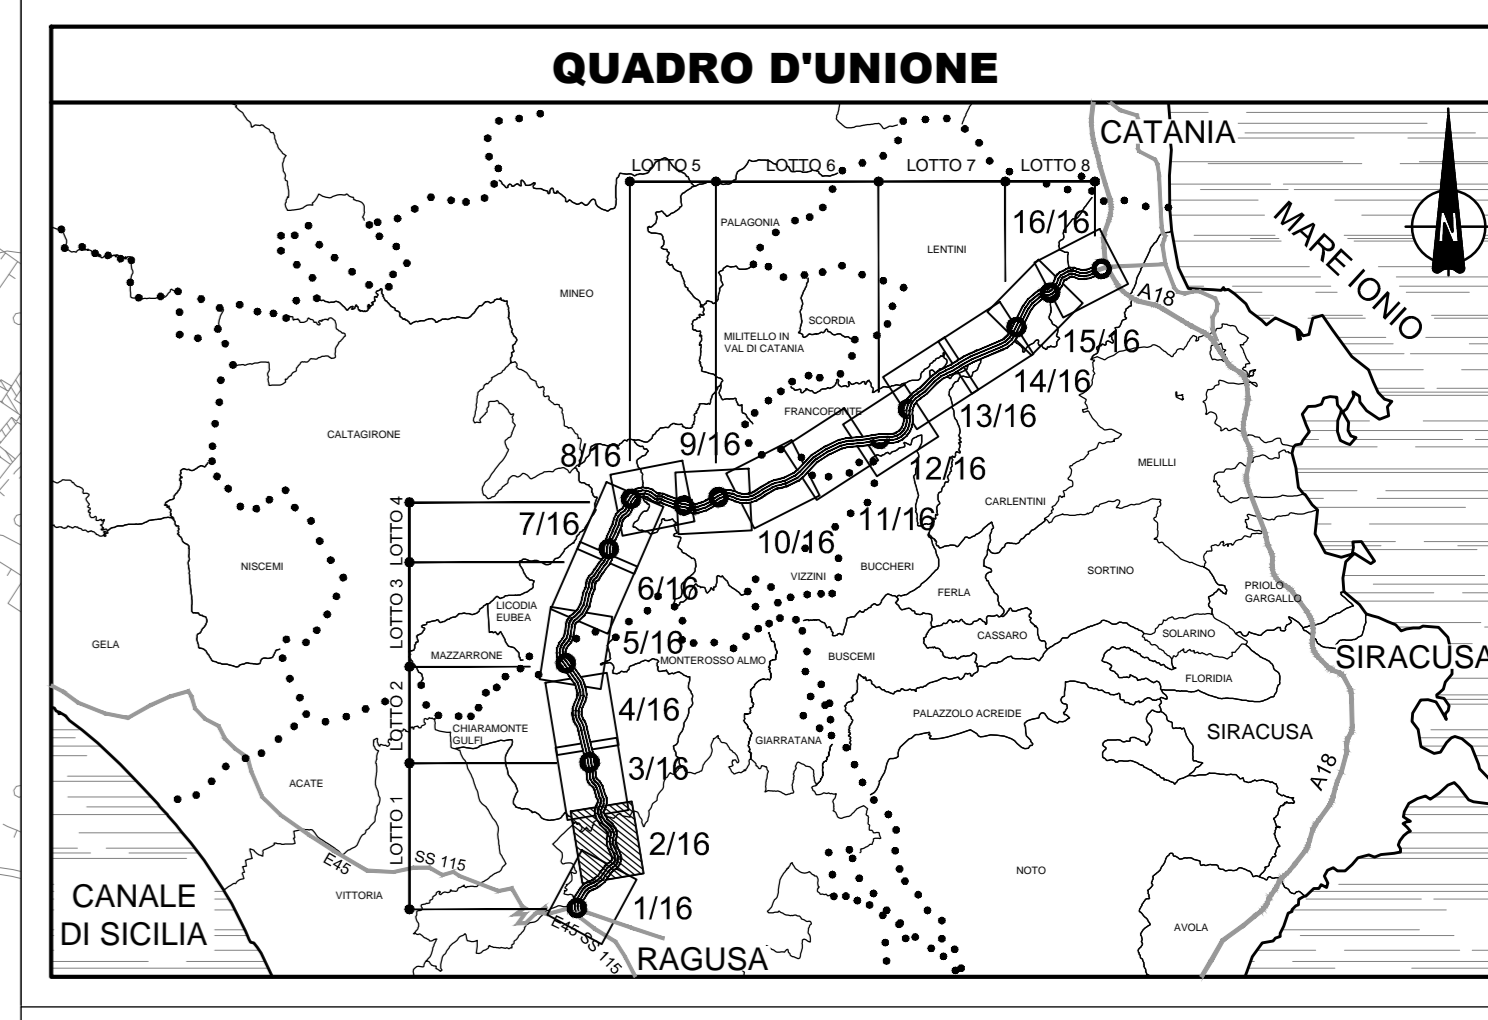 QUADRO D'UNIONE
CATANIA
LOTTO 5
LOTTO 6
LOTTO 7
LOTTO 8
16/16
PALAGONIA
LENTINI
MARE IONIO
N
MINEO
A18
SCORDIA
MILITELLO IN
VAL DI CATANIA
15/16
14/16
FRANCOFONTE
13/16
CALTAGIRONE
9/16
8/16
12/16
MELILLI
CARLENTINI
LOTTO 4
7/16
11/16
10/16
NISCEMI
VIZZINI
BUCCHERI
SORTINO
6/16
FERLA
PRIOLO
GARGALLO
LOTTO 3
LICODIA
EUBEA
5/16
CASSARO
SOLARINO
GELA
MAZZARRONE
MONTEROSSO ALMO
BUSCEMI
SIRACUSA
FLORIDIA
LOTTO 2
4/16
PALAZZOLO ACREIDE
CHIARAMONTE
GULFI
GIARRATANA
SIRACUSA
3/16
A18
ACATE
LOTTO 1
2/16
E45
SS 115
NOTO
CANALE
DI SICILIA
VITTORIA
1/16
E45 SS 115
AVOLA
RAGUSA